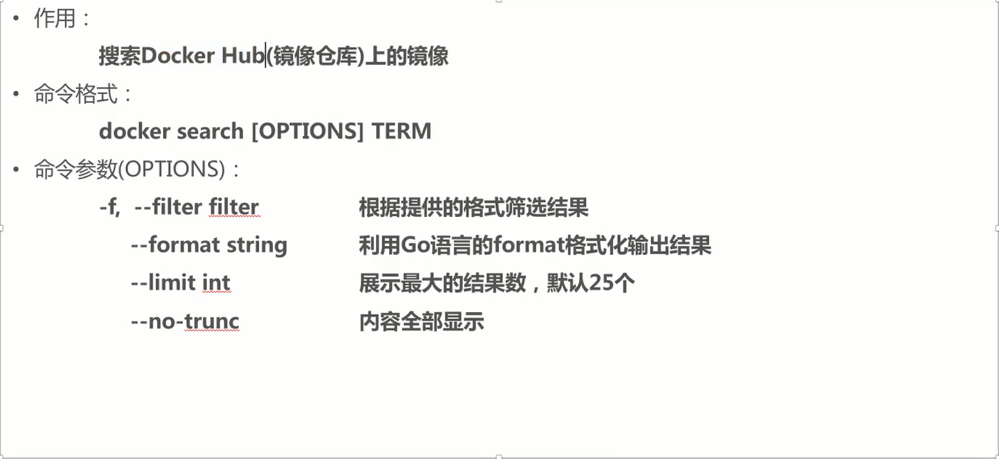 • 作用：
搜索Docker Hub(镜像仓库)上的镜像
• 命令格式：
docker search [OPTIONS] TERM
• 命令参数(OPTIONS)：
-f, --filter filter 根据提供的格式筛选结果
--format string 利用Go语言的format格式化输出结果
--limit int 展示最大的结果数，默认25个
--no-trunc 内容全部显示